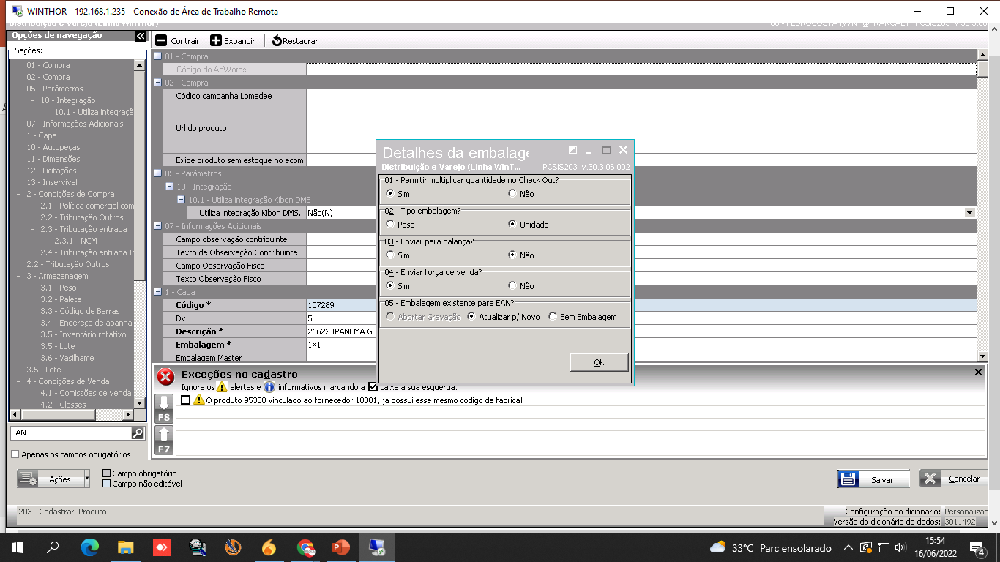 WINTHOR - 192.168.1.235 - Conexão de Área de Trabalho Remota
Distribuição e Varejo (Linha WinThor)
Opções de navegação
Seções:
01 - Compra
02 - Compra
05 - Parâmetros
10 - Integração
10.1 - Utiliza integraçã
07 - Informações Adicionais
1 - Capa
10 - Autopeças
11 - Dimensões
12 - Licitações
13 - Inservível
2 - Condições de Compra
2.1 - Política comercial com
2.2 - Tributação Outros
2.3 - Tributação entrada
2.3.1 - NCM
2.4 - Tributação entrada I
2.2 - Tributação Outros
3 - Armazenagem
3.1 - Peso
3.2 - Palete
3.3 - Código de Barras
3.4 - Endereço de apanha
3.5 - Inventário rotativo
3.5 - Lote
3.6 - Vasilhame
3.5 - Lote
4 - Condições de Venda
4.1 - Comissões de venda
4.2 - Classes
EAN
Apenas os campos obrigatórios
Contrair Expandir Restaurar
01 - Compra
Código do AdWords
02 - Compra
Código campanha Lomadee
Url do produto
Exibe produto sem estoque no ecom
05 - Parâmetros
10 - Integração
10.1 - Utiliza integração Kibon DMS
Utiliza integração Kibon DMS. Não(N)
07 - Informações Adicionais
Campo observação contribuinte
Texto de Observação Contribuinte
Campo Observação Fisco
Texto Observação Fisco
1 - Capa
Código * 107289
Dv 5
Descrição * 26622 IPANEMA GL
Embalagem * 1X1
Embalagem Master
Detalhes da embalage
Distribuição e Varejo (Linha WinT... PCSIS203 v.30.3.06.002
01 - Permitir multiplicar quantidade no Check Out?
Sim Não
02 - Tipo embalagem?
Peso Unidade
03 - Enviar para balança?
Sim Não
04 - Enviar força de venda?
Sim Não
05 - Embalagem existente para EAN?
Abortar Gravação Atualizar p/ Novo Sem Embalagem
Ok
Exceções no cadastro
Ignore os alertas e informativos marcando a caixa à sua esquerda.
O produto 95358 vinculado ao fornecedor 10001, já possui esse mesmo código de fábrica!
F8
F7
Ações
Campo obrigatório
Campo não editável
Salvar Cancelar
203 - Cadastrar Produto
Configuração do dicionário: Personalizad
Versão do dicionário de dados: 3011492
33°C Parc ensolarado
15:54
16/06/2022
4